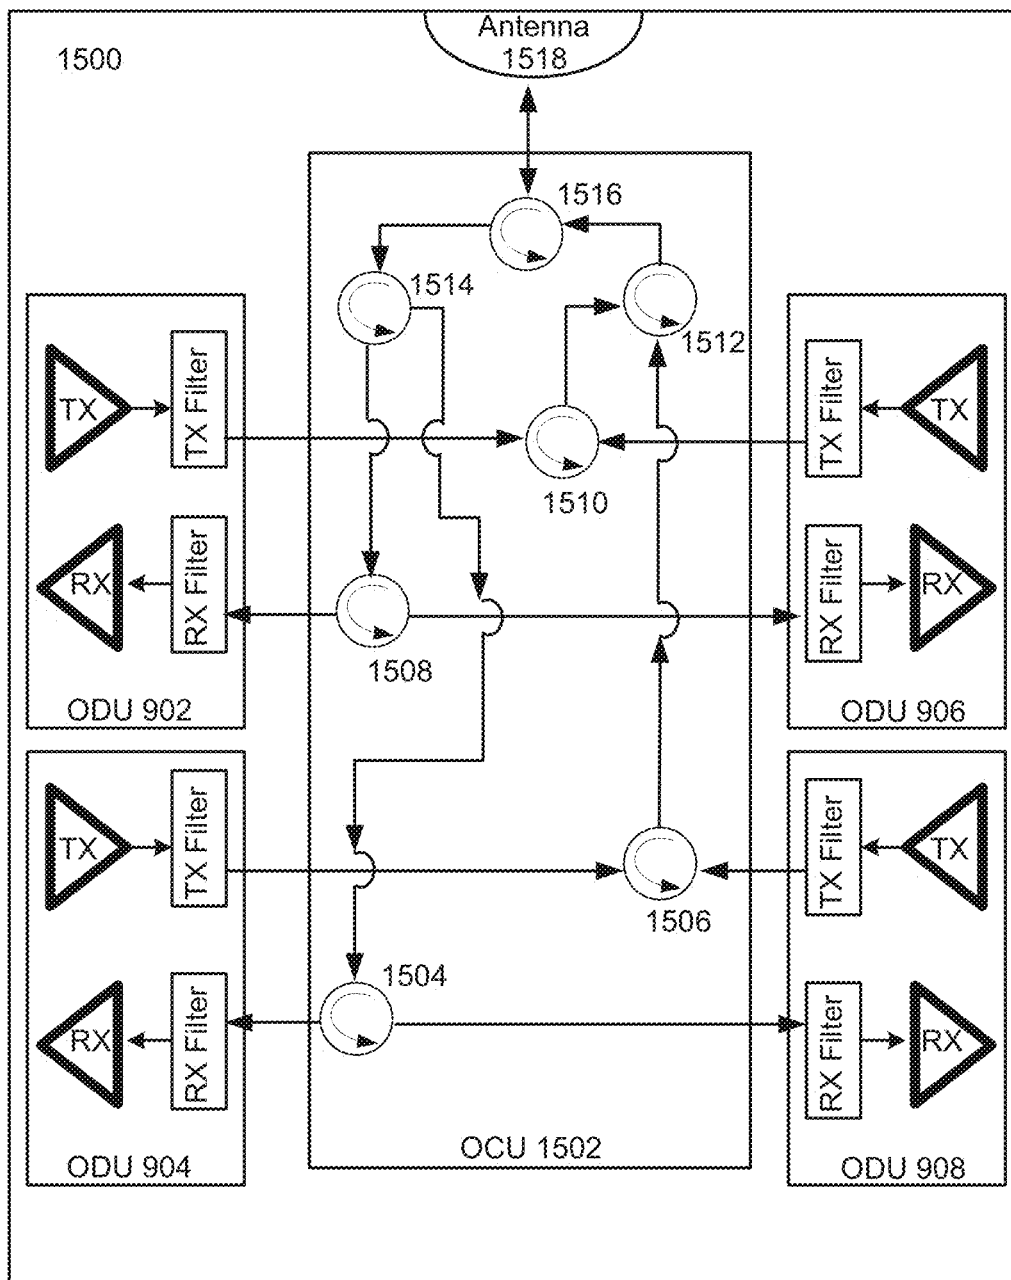 Antenna
1518
1500
1516
1514
1512
TX
TX Filter
TX Filter
TX
1510
RX
RX Filter
RX Filter
RX
1508
ODU 902
ODU 906
TX
TX Filter
TX Filter
TX
1506
1504
RX
RX Filter
RX Filter
RX
OCU 1502
ODU 904
ODU 908